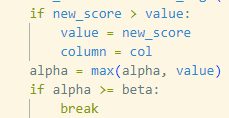 if new_score > value:
value = new_score
column = col
alpha = max(alpha, value)
if alpha >= beta:
break